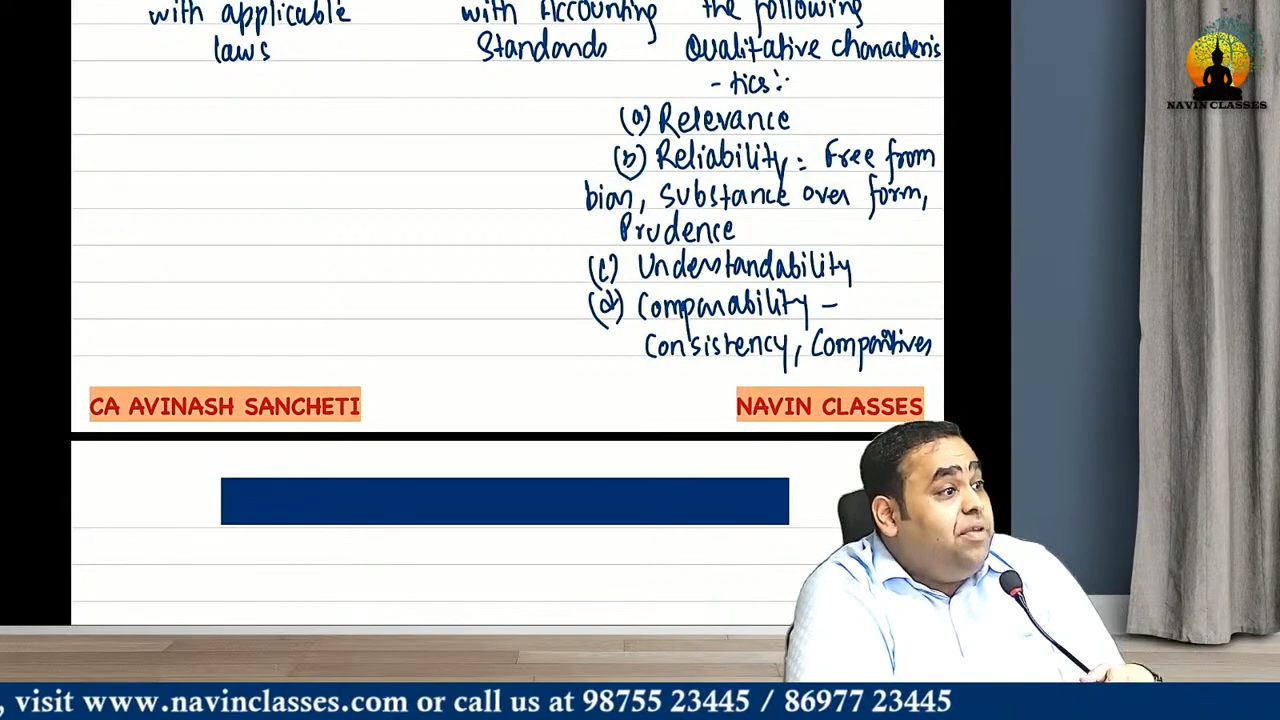 with applicable
laws
with Accounting
Standards
the following
Qualitative characteris
- tics :-
(a) Relevance
(b) Reliability : Free from
bias, substance over form,
Prudence
(c) Understandability
(d) Comparability -
Consistency, Comparitives
CA AVINASH SANCHETI
NAVIN CLASSES
NAVIN CLASSES
, visit www.navinclasses.com or call us at 98755 23445 / 86977 23445